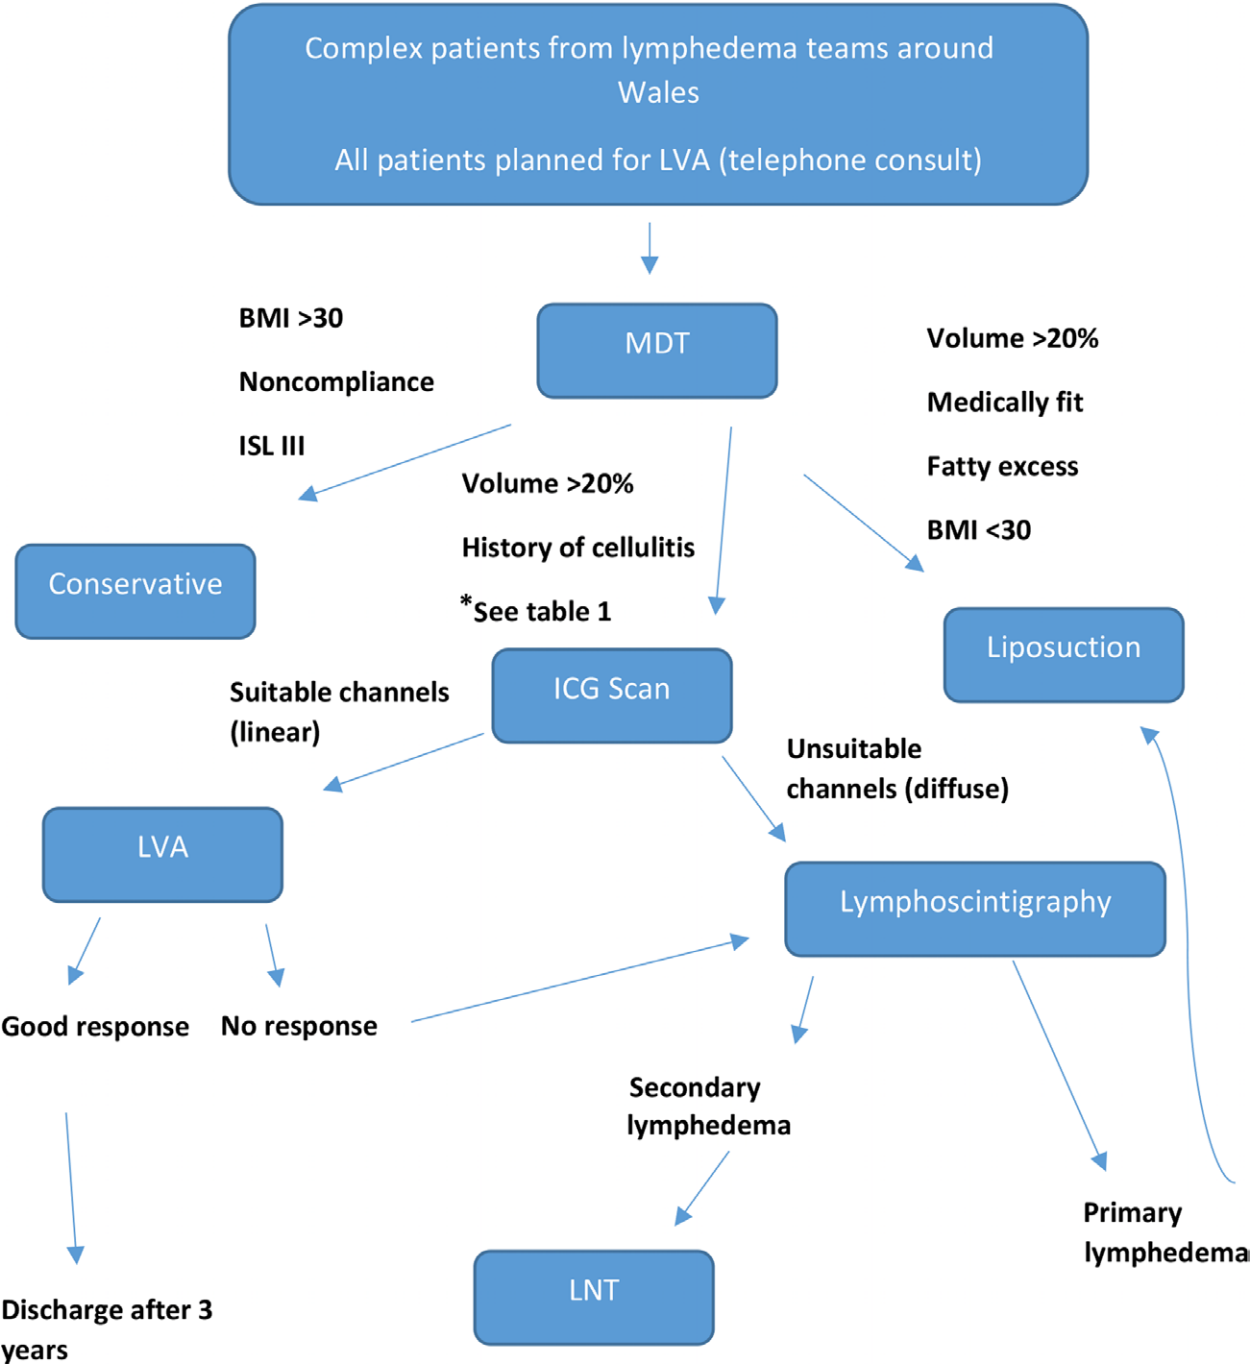 Complex patients from lymphedema teams around
Wales
All patients planned for LVA (telephone consult)
MDT
BMI >30
Noncompliance
ISL III
Volume >20%
History of cellulitis
*See table 1
Volume >20%
Medically fit
Fatty excess
BMI <30
Conservative
Liposuction
ICG Scan
Suitable channels
(linear)
Unsuitable
channels (diffuse)
LVA
Lymphoscintigraphy
Good response
No response
Secondary
lymphedema
Primary
lymphedema
LNT
Discharge after 3
years